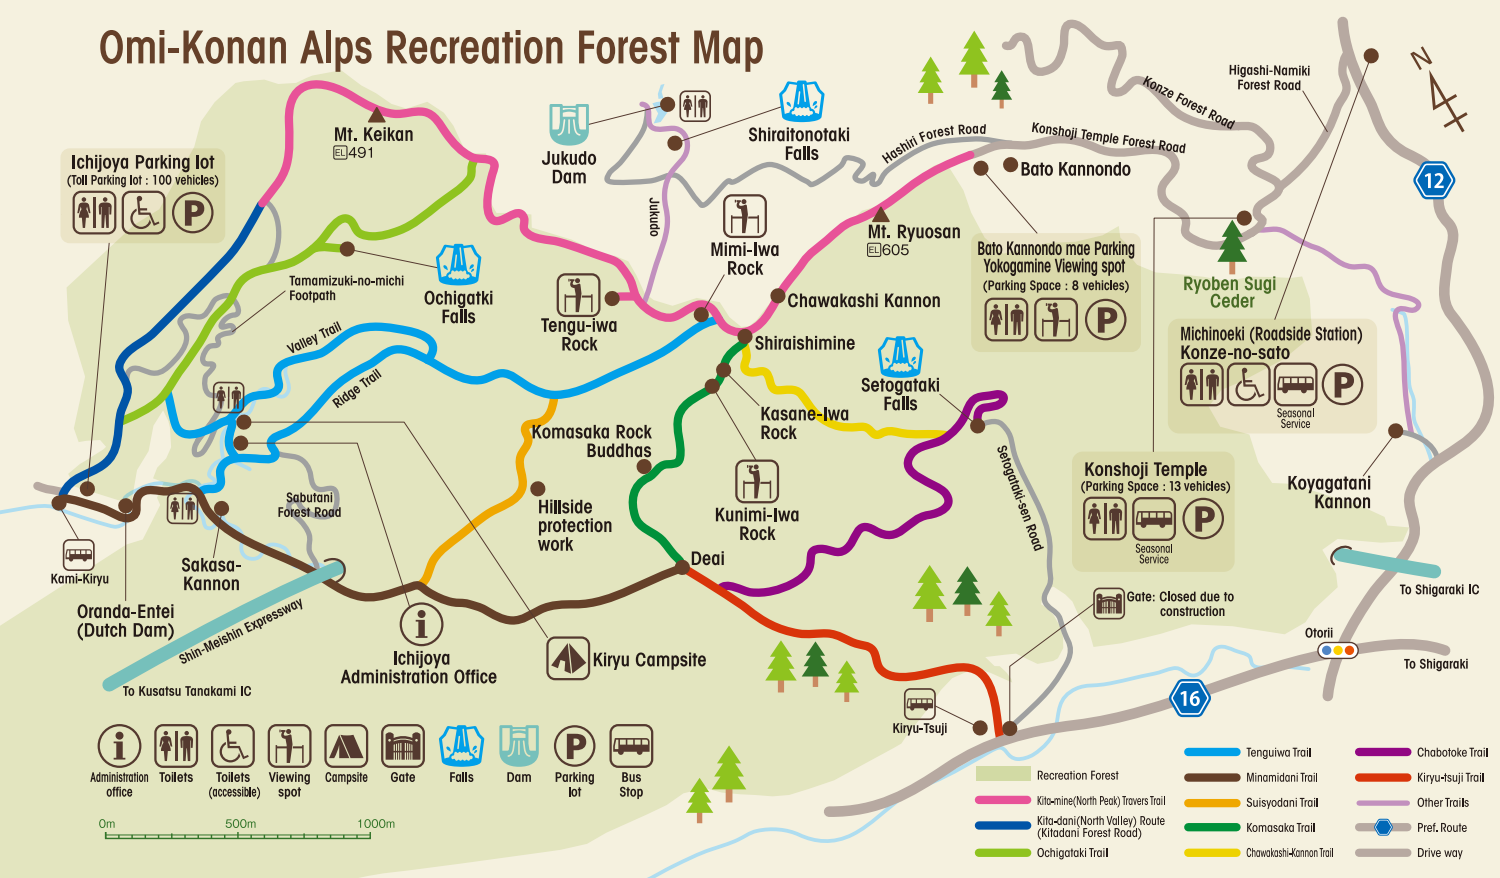 Omi-Konan Alps Recreation Forest Map
N
Higashi-Namiki
Forest Road
Konze Forest Road
12
Mt. Keikan
EL 491
Ichijoya Parking lot
(Toll Parking lot : 100 vehicles)
P
Jukudo
Dam
Shiraitonotaki
Falls
Hashiri Forest Road
Konshoji Temple Forest Road
Bato Kannondo
Jukudo
Mimi-Iwa
Rock
Mt. Ryuosan
EL 605
Bato Kannondo mae Parking
Yokogamine Viewing spot
(Parking Space : 8 vehicles)
P
Ryoben Sugi
Ceder
Tamamizuki-no-michi
Footpath
Ochigatki
Falls
Tengu-iwa
Rock
Chawakashi Kannon
Shiraishimine
Valley Trail
Ridge Trail
Michinoeki (Roadside Station)
Konze-no-sato
P
Seasonal
Service
Setogataki
Falls
Kasane-Iwa
Rock
Komasaka Rock
Buddhas
Setogataki-sen Road
Konshoji Temple
(Parking Space : 13 vehicles)
P
Seasonal
Service
Koyagatani
Kannon
Sabutani
Forest Road
Hillside
protection
work
Kunimi-Iwa
Rock
Kami-Kiryu
Sakasa-
Kannon
Deai
Oranda-Entei
(Dutch Dam)
Shin-Meishin Expressway
To Kusatsu Tanakami IC
i
Ichijoya
Administration Office
Kiryu Campsite
Gate: Closed due to
construction
To Shigaraki IC
Otorii
To Shigaraki
16
Kiryu-Tsuji
i
Administration
office
Toilets
Toilets
(accessible)
Viewing
spot
Campsite
Gate
Falls
Dam
P
Parking
lot
Bus
Stop
0m
500m
1000m
Recreation Forest
Kita-mine(North Peak) Travers Trail
Kita-dani(North Valley) Route
(Kitadani Forest Road)
Ochigataki Trail
Tenguiwa Trail
Minamidani Trail
Suisyodani Trail
Komasaka Trail
Chawakashi-Kannon Trail
Chabotoke Trail
Kiryu-tsuji Trail
Other Trails
Pref. Route
Drive way